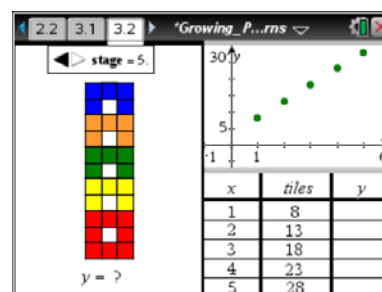 2.2 3.1 3.2 *Growing_P...rns
stage = 5.
y = ?
30 y
5
-1 1 6
x tiles y
1 8
2 13
3 18
4 23
5 28